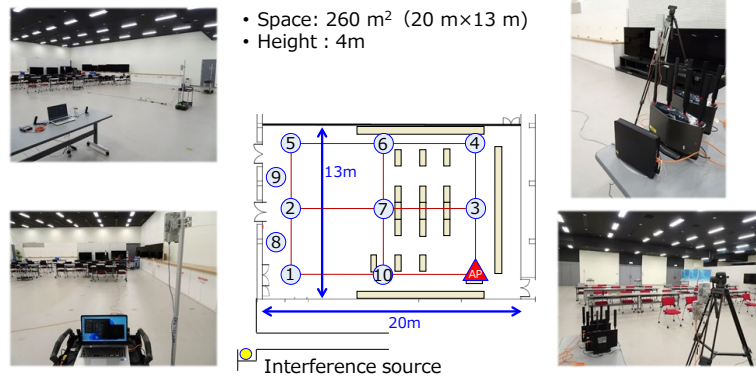 • Space: 260 m² （20 m×13 m)
• Height : 4m
5
6
4
13m
9
2
7
3
8
1
10
AP
20m
Interference source